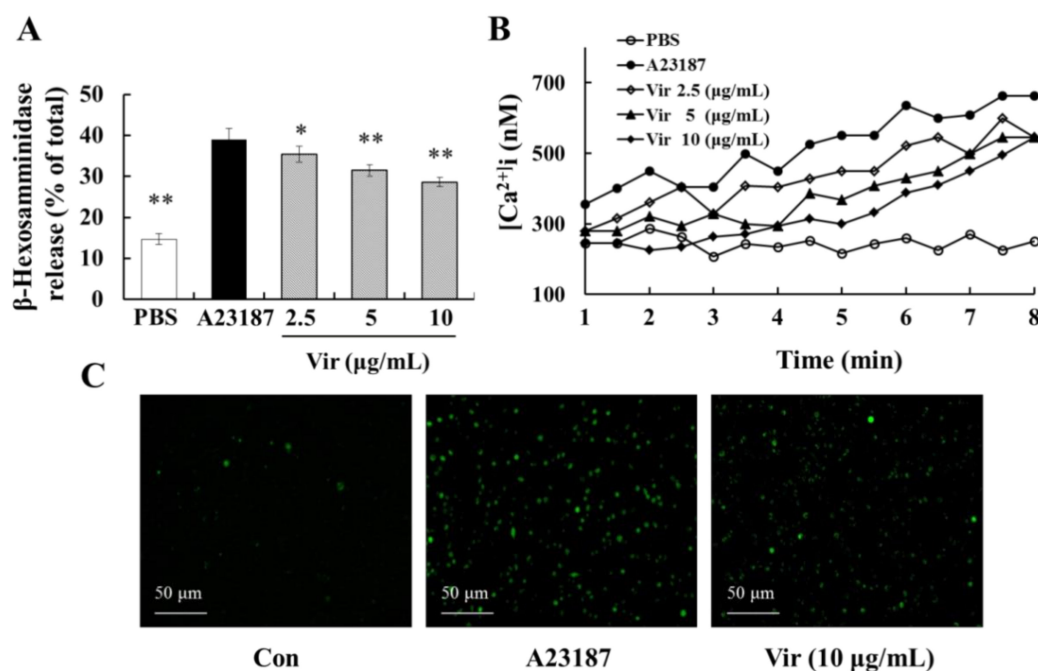 A
β-Hexosamminidase
release (% of total)
50
40
30
20
10
0
**
*
**
**
PBS
A23187
2.5
5
10
Vir (µg/mL)
B
PBS
A23187
Vir 2.5 (µg/mL)
Vir 5 (µg/mL)
Vir 10 (µg/mL)
[Ca²⁺]i (nM)
700
500
300
100
1 2 3 4 5 6 7 8
Time (min)
C
50 µm
50 µm
50 µm
Con
A23187
Vir (10 µg/mL)